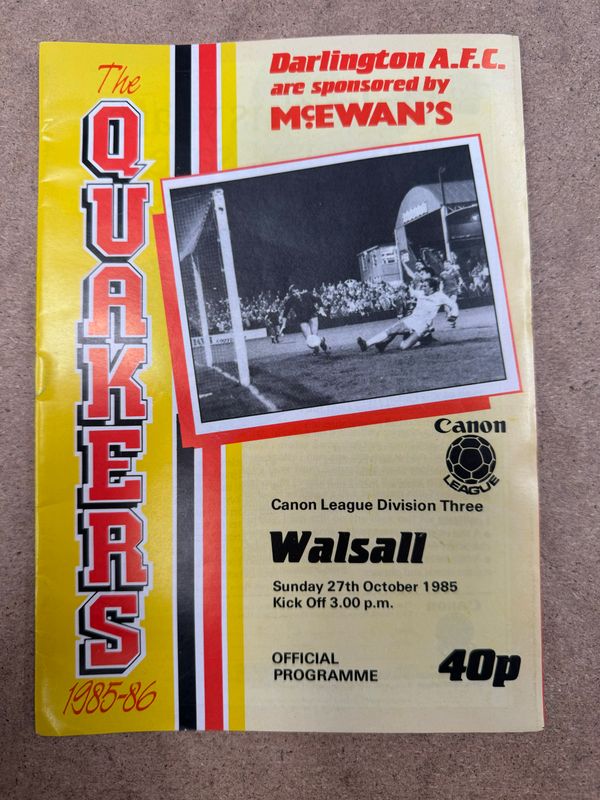 The
QUAKERS
1985-86
Darlington A.F.C.
are sponsored by
McEWAN'S
Canon
LEAGUE
Canon League Division Three
Walsall
Sunday 27th October 1985
Kick Off 3.00 p.m.
OFFICIAL
PROGRAMME
40p